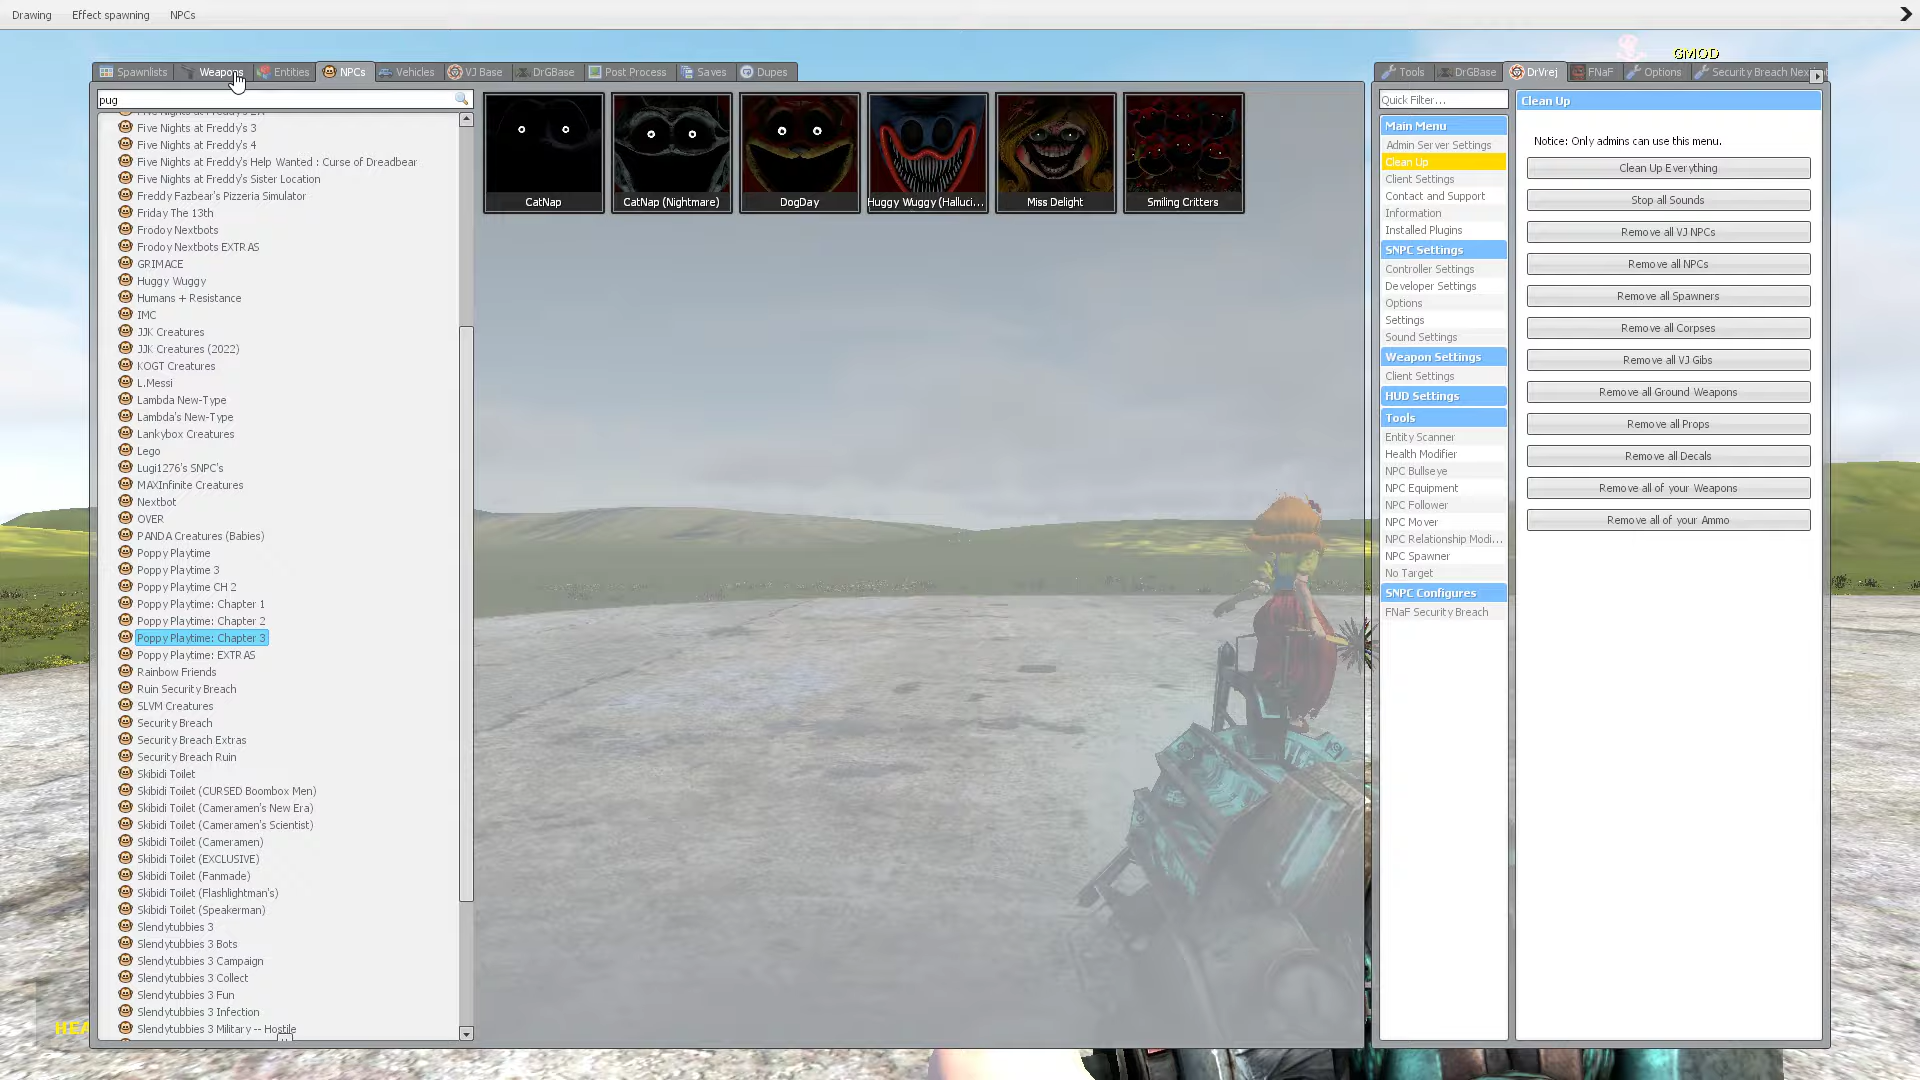 Drawing Effect spawning NPCs
GMOD
Spawnlists Weapons Entities NPCs Vehicles VJ Base DrGBase Post Process Saves Dupes
Tools DrGBase DrVrej FNaF Options Security Breach
pug
Five Nights at Freddy's 3
Five Nights at Freddy's 4
Five Nights at Freddy's Help Wanted : Curse of Dreadbear
Five Nights at Freddy's Sister Location
Freddy Fazbear's Pizzeria Simulator
Friday The 13th
Frodoy Nextbots
Frodoy Nextbots EXTRAS
GRIMACE
Huggy Wuggy
Humans + Resistance
IMC
JJK Creatures
JJK Creatures (2022)
KOGT Creatures
L.Messi
Lambda New-Type
Lambda's New-Type
Lankybox Creatures
Lego
Lugi1276's SNPC's
MAXInfinite Creatures
Nextbot
OVER
PANDA Creatures (Babies)
Poppy Playtime
Poppy Playtime 3
Poppy Playtime CH 2
Poppy Playtime: Chapter 1
Poppy Playtime: Chapter 2
Poppy Playtime: Chapter 3
Poppy Playtime: EXTRAS
Rainbow Friends
Ruin Security Breach
SLVM Creatures
Security Breach
Security Breach Extras
Security Breach Ruin
Skibidi Toilet
Skibidi Toilet (CURSED Boombox Men)
Skibidi Toilet (Cameramen's New Era)
Skibidi Toilet (Cameramen's Scientist)
Skibidi Toilet (Cameramen)
Skibidi Toilet (EXCLUSIVE)
Skibidi Toilet (Fanmade)
Skibidi Toilet (Flashlightman's)
Skibidi Toilet (Speakerman)
Slendytubbies 3
Slendytubbies 3 Bots
Slendytubbies 3 Campaign
Slendytubbies 3 Collect
Slendytubbies 3 Fun
Slendytubbies 3 Infection
Slendytubbies 3 Military -- Hostile
CatNap
CatNap (Nightmare)
DogDay
Huggy Wuggy (Halluci...
Miss Delight
Smiling Critters
Quick Filter...
Main Menu
Admin Server Settings
Clean Up
Client Settings
Contact and Support
Information
Installed Plugins
SNPC Settings
Controller Settings
Developer Settings
Options
Settings
Sound Settings
Weapon Settings
Client Settings
HUD Settings
Tools
Entity Scanner
Health Modifier
NPC Bullseye
NPC Equipment
NPC Follower
NPC Mover
NPC Relationship Modi...
NPC Spawner
No Target
SNPC Configures
FNaF Security Breach
Clean Up
Notice: Only admins can use this menu.
Clean Up Everything
Stop all Sounds
Remove all VJ NPCs
Remove all NPCs
Remove all Spawners
Remove all Corpses
Remove all VJ Gibs
Remove all Ground Weapons
Remove all Props
Remove all Decals
Remove all of your Weapons
Remove all of your Ammo